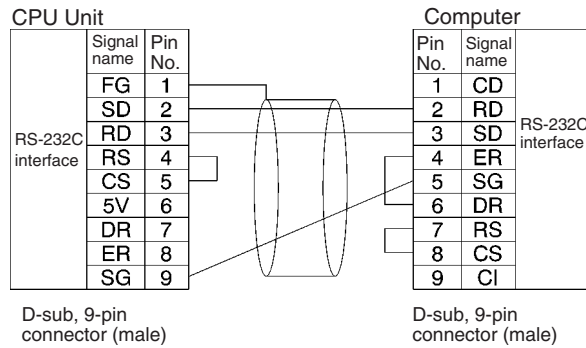 CPU Unit
Signal name Pin No.
FG 1
SD 2
RD 3
RS 4
CS 5
5V 6
DR 7
ER 8
SG 9
RS-232C
interface
D-sub, 9-pin
connector (male)
Computer
Pin No. Signal name
1 CD
2 RD
3 SD
4 ER
5 SG
6 DR
7 RS
8 CS
9 CI
RS-232C
interface
D-sub, 9-pin
connector (male)